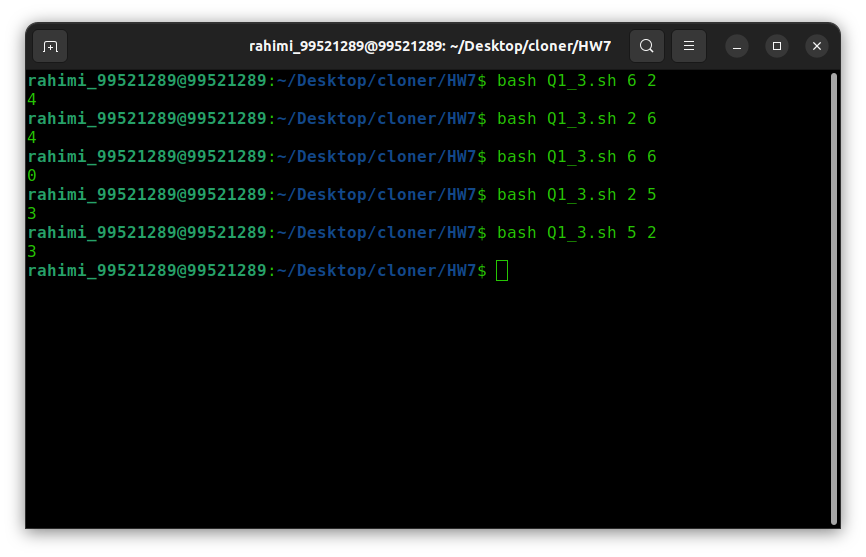 rahimi_99521289@99521289: ~/Desktop/cloner/HW7
rahimi_99521289@99521289:~/Desktop/cloner/HW7$ bash Q1_3.sh 6 2
4
rahimi_99521289@99521289:~/Desktop/cloner/HW7$ bash Q1_3.sh 2 6
4
rahimi_99521289@99521289:~/Desktop/cloner/HW7$ bash Q1_3.sh 6 6
0
rahimi_99521289@99521289:~/Desktop/cloner/HW7$ bash Q1_3.sh 2 5
3
rahimi_99521289@99521289:~/Desktop/cloner/HW7$ bash Q1_3.sh 5 2
3
rahimi_99521289@99521289:~/Desktop/cloner/HW7$